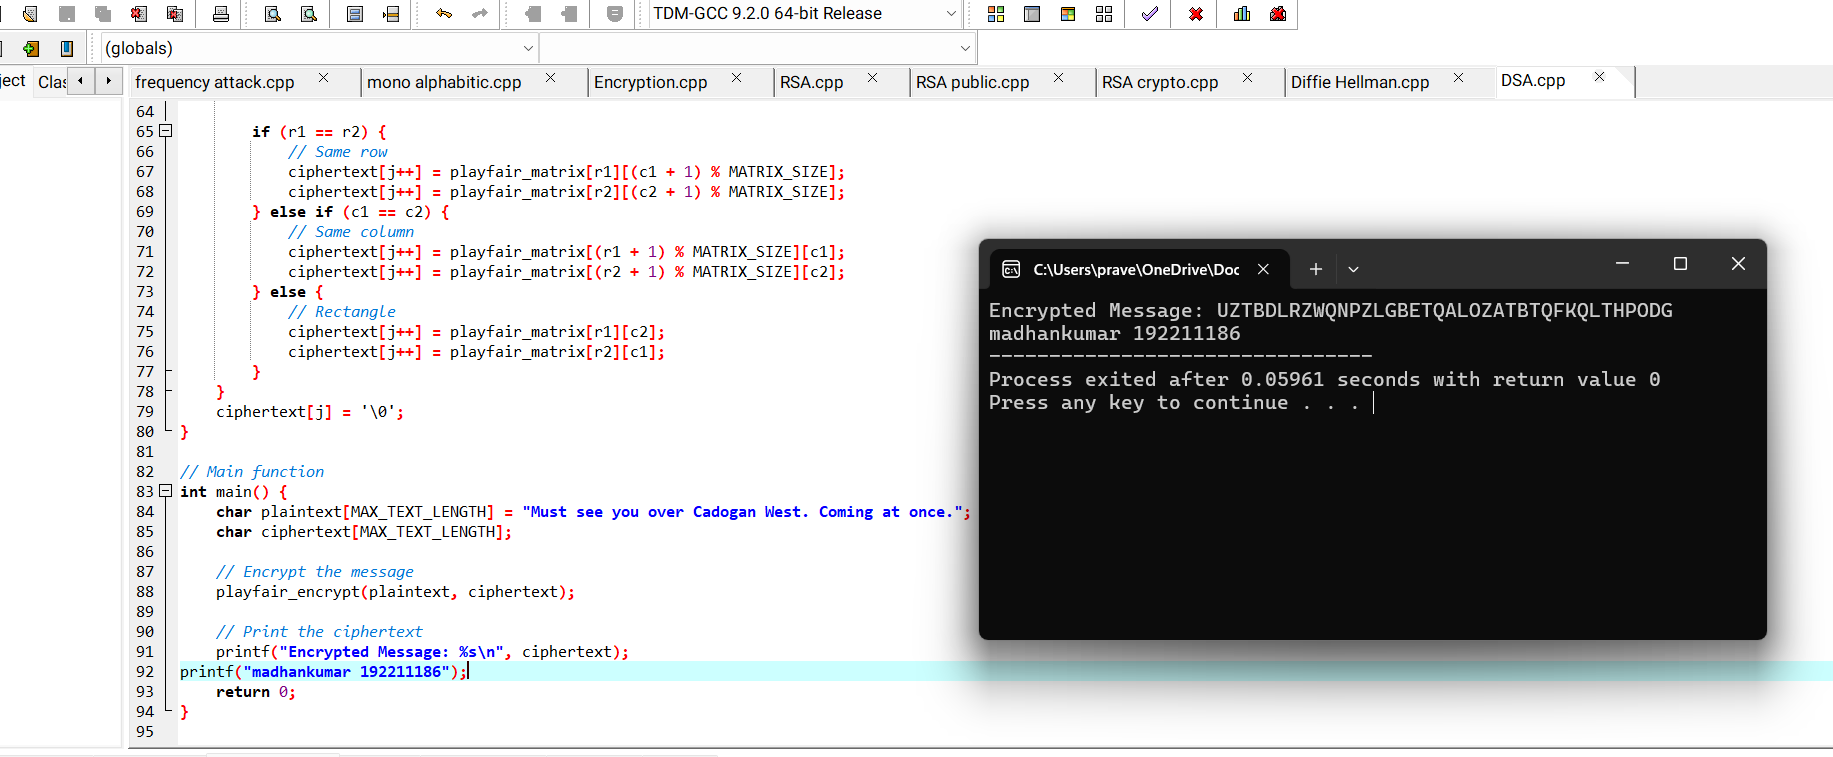 TDM-GCC 9.2.0 64-bit Release
(globals)
ject Clas
frequency attack.cpp mono alphabitic.cpp Encryption.cpp RSA.cpp RSA public.cpp RSA crypto.cpp Diffie Hellman.cpp DSA.cpp
64
65 if (r1 == r2) {
66 // Same row
67 ciphertext[j++] = playfair_matrix[r1][(c1 + 1) % MATRIX_SIZE];
68 ciphertext[j++] = playfair_matrix[r2][(c2 + 1) % MATRIX_SIZE];
69 } else if (c1 == c2) {
70 // Same column
71 ciphertext[j++] = playfair_matrix[(r1 + 1) % MATRIX_SIZE][c1];
72 ciphertext[j++] = playfair_matrix[(r2 + 1) % MATRIX_SIZE][c2];
73 } else {
74 // Rectangle
75 ciphertext[j++] = playfair_matrix[r1][c2];
76 ciphertext[j++] = playfair_matrix[r2][c1];
77 }
78 }
79 ciphertext[j] = '\0';
80 }
81
82 // Main function
83 int main() {
84 char plaintext[MAX_TEXT_LENGTH] = "Must see you over Cadogan West. Coming at once.";
85 char ciphertext[MAX_TEXT_LENGTH];
86
87 // Encrypt the message
88 playfair_encrypt(plaintext, ciphertext);
89
90 // Print the ciphertext
91 printf("Encrypted Message: %s\n", ciphertext);
92 printf("madhankumar 192211186");
93 return 0;
94 }
95
C:\Users\prave\OneDrive\Doc
Encrypted Message: UZTBDLRZWQNPZLGBETQALOZATBTQFKQLTHPODG
madhankumar 192211186
--------------------------------
Process exited after 0.05961 seconds with return value 0
Press any key to continue . . .